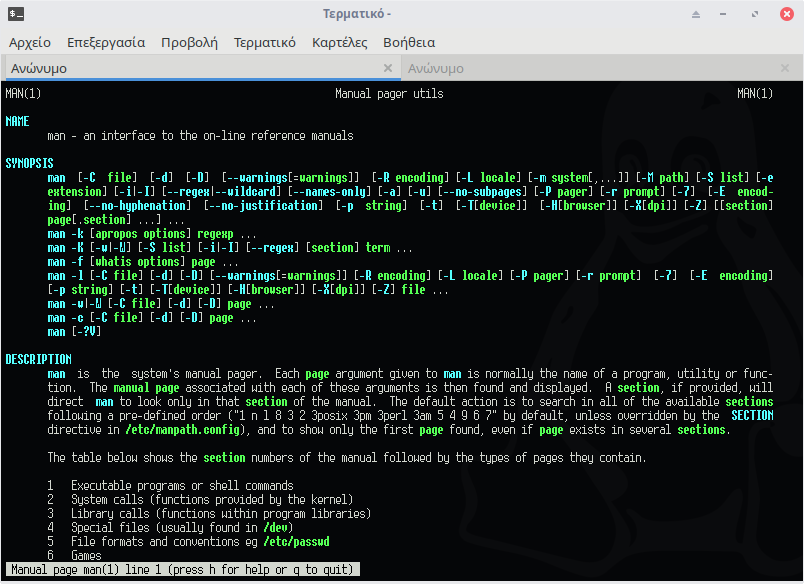 Τερματικό -
Αρχείο Επεξεργασία Προβολή Τερματικό Καρτέλες Βοήθεια
Ανώνυμο Ανώνυμο
MAN(1) Manual pager utils MAN(1)
NAME
man - an interface to the on-line reference manuals
SYNOPSIS
man [-C file] [-d] [-D] [--warnings[=warnings]] [-R encoding] [-L locale] [-m system[,...]] [-M path] [-S list] [-e
extension] [-i|-I] [--regex|--wildcard] [--names-only] [-a] [-u] [--no-subpages] [-P pager] [-r prompt] [-7] [-E encod-
ing] [--no-hyphenation] [--no-justification] [-p string] [-t] [-T[device]] [-H[browser]] [-X[dpi]] [-Z] [[section]
page[.section] ...] ...
man -k [apropos options] regexp ...
man -K [-w|-W] [-S list] [-i|-I] [--regex] [section] term ...
man -f [whatis options] page ...
man -l [-C file] [-d] [-D] [--warnings[=warnings]] [-R encoding] [-L locale] [-P pager] [-r prompt] [-7] [-E encoding]
[-p string] [-t] [-T[device]] [-H[browser]] [-X[dpi]] [-Z] file ...
man -w|-W [-C file] [-d] [-D] page ...
man -c [-C file] [-d] [-D] page ...
man [-?V]
DESCRIPTION
man is the system's manual pager. Each page argument given to man is normally the name of a program, utility or func-
tion. The manual page associated with each of these arguments is then found and displayed. A section, if provided, will
direct man to look only in that section of the manual. The default action is to search in all of the available sections
following a pre-defined order ("1 n l 8 3 2 3posix 3pm 3perl 3am 5 4 9 6 7" by default, unless overridden by the SECTION
directive in /etc/manpath.config), and to show only the first page found, even if page exists in several sections.
The table below shows the section numbers of the manual followed by the types of pages they contain.
1 Executable programs or shell commands
2 System calls (functions provided by the kernel)
3 Library calls (functions within program libraries)
4 Special files (usually found in /dev)
5 File formats and conventions eg /etc/passwd
6 Games
Manual page man(1) line 1 (press h for help or q to quit)